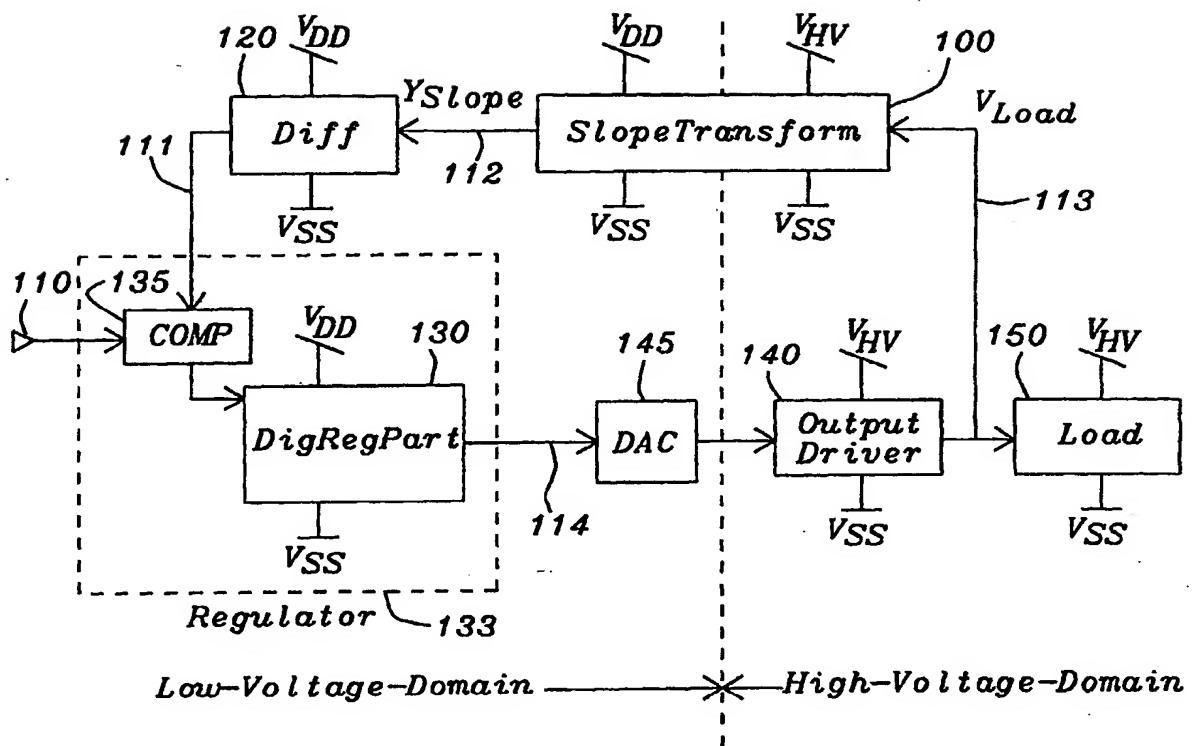 120
VDD
VDD
VHV
100
YSlope
VLoad
Diff
SlopeTransform
111
112
113
VSS
VSS
VSS
110
135
COMP
VDD
130
145
140
VHV
150
VHV
DigRegPart
DAC
Output
Driver
Load
114
VSS
VSS
VSS
Regulator
133
Low-Voltage-Domain
High-Voltage-Domain